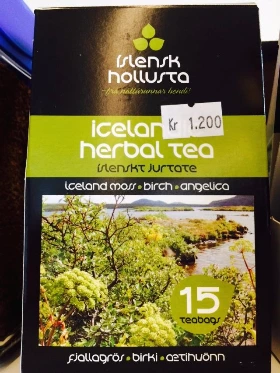 íslensk
hollusta
frá náttúrunnar hendi!
Kr 1.200
herbal tea
íslenskt jurtate
Iceland moss • birch • angelica
15
teabags
fjallagrös • birki • ætihvönn